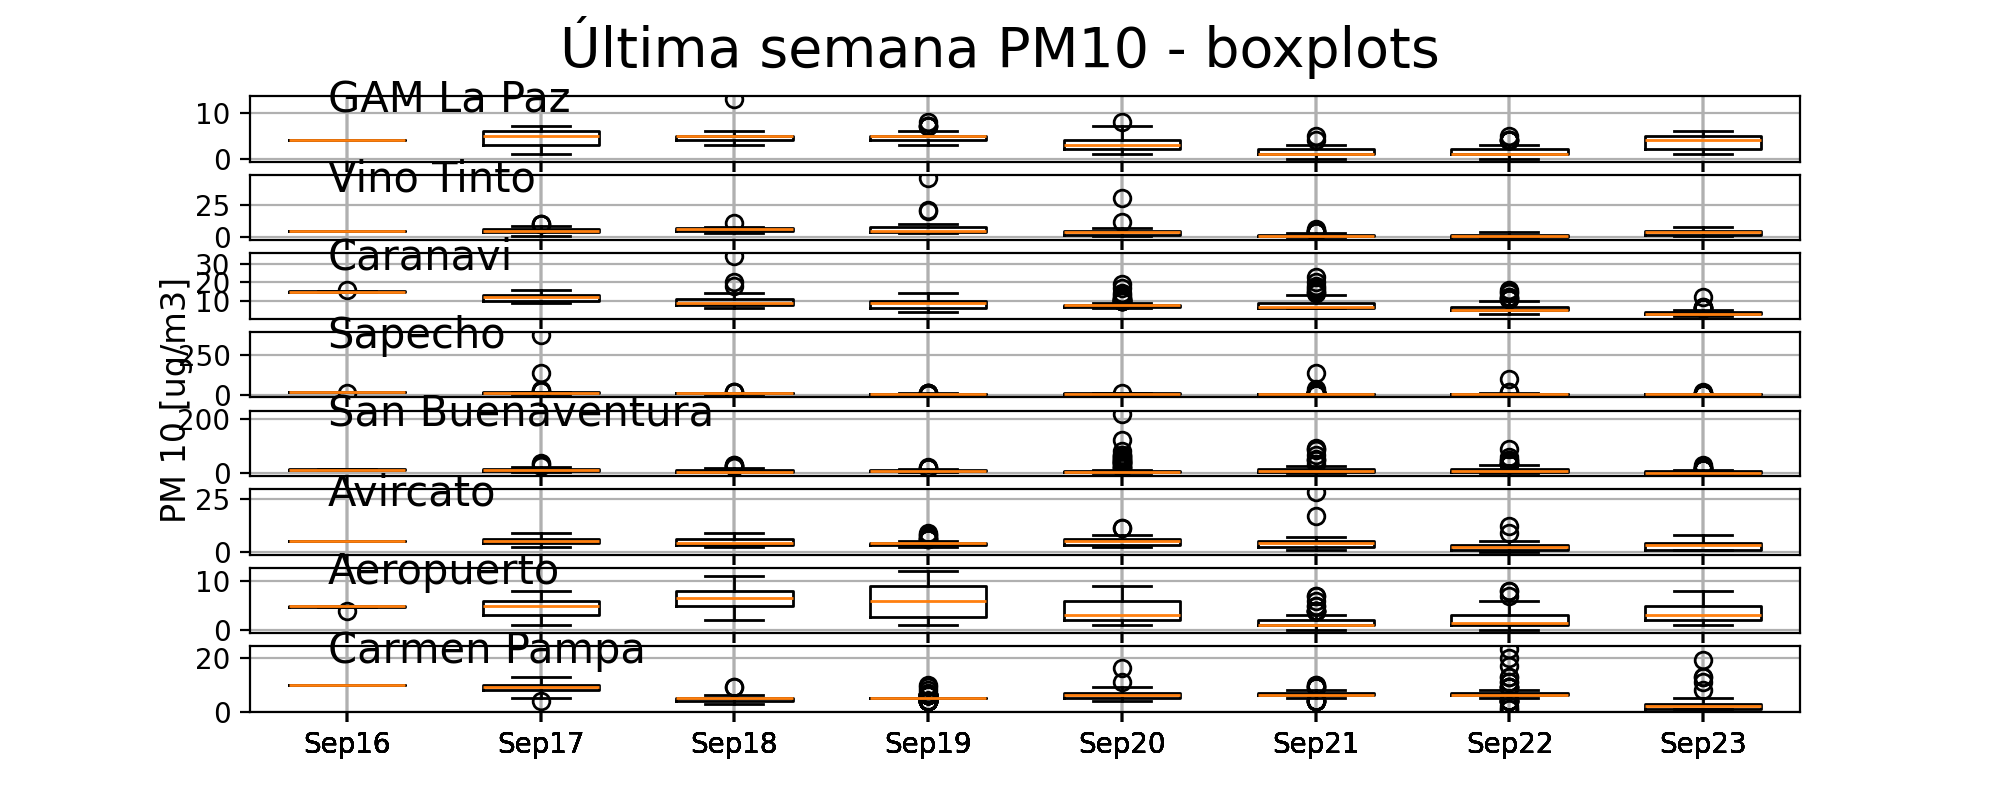 Última semana PM10 - boxplots
GAM La Paz
10
0
Vino Tinto
25
0
Caranavi
30
20
10
Sapecho
250
0
San Buenaventura
200
0
Avircato
25
0
Aeropuerto
10
0
Carmen Pampa
20
0
PM 10 [ug/m3]
Sep16 Sep17 Sep18 Sep19 Sep20 Sep21 Sep22 Sep23